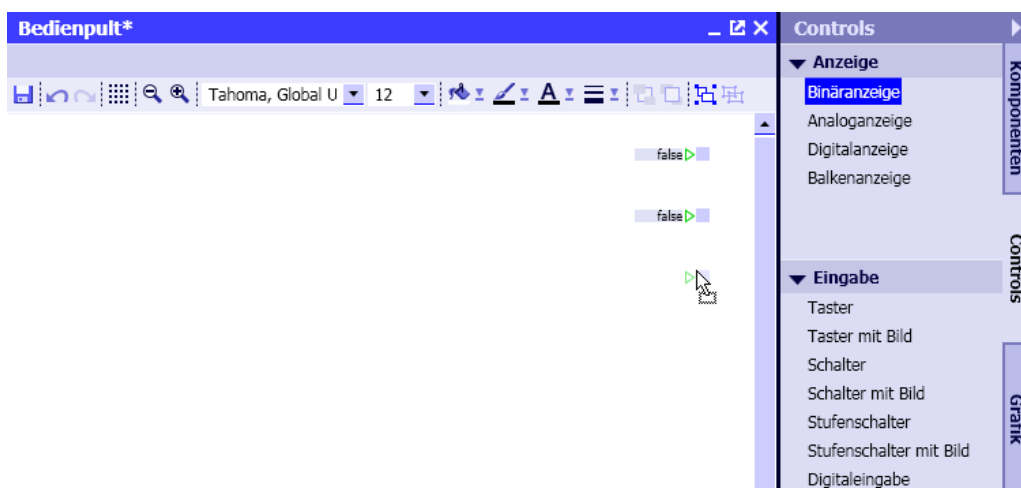 Bedienpult*
Tahoma, Global U 12
false
false
Controls
Anzeige
Binäranzeige
Analoganzeige
Digitalanzeige
Balkenanzeige
Eingabe
Taster
Taster mit Bild
Schalter
Schalter mit Bild
Stufenschalter
Stufenschalter mit Bild
Digitaleingabe
Komponenten
Controls
Grafik